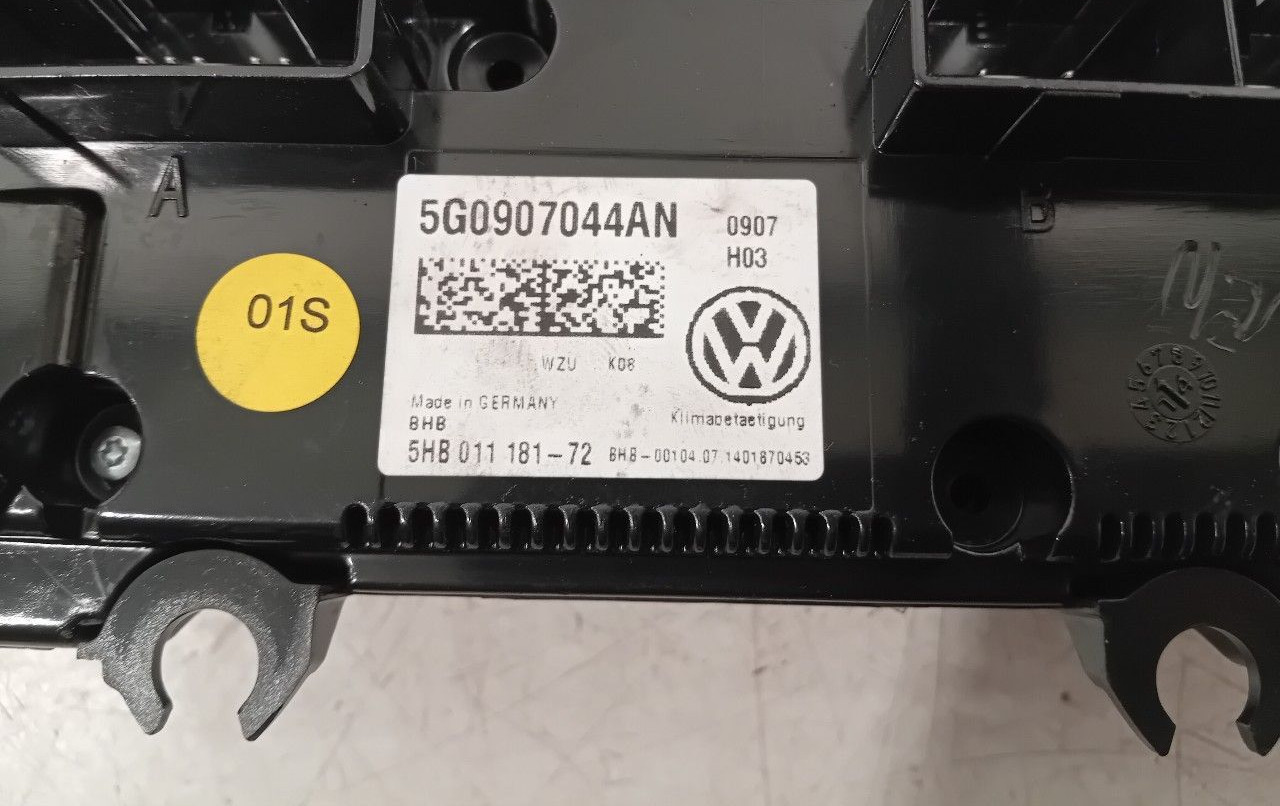 A
B
5G0907044AN
0907
H03
01S
WZU K08
Made in GERMANY
BHB
Klimabetaetigung
5HB 011 181-72
BHB-00104.07.1401870453
14